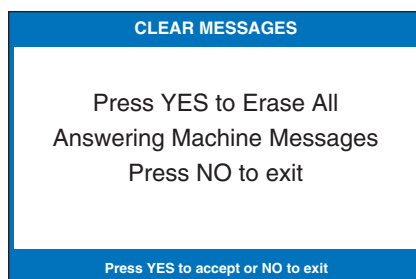 CLEAR MESSAGES
Press YES to Erase All
Answering Machine Messages
Press NO to exit
Press YES to accept or NO to exit